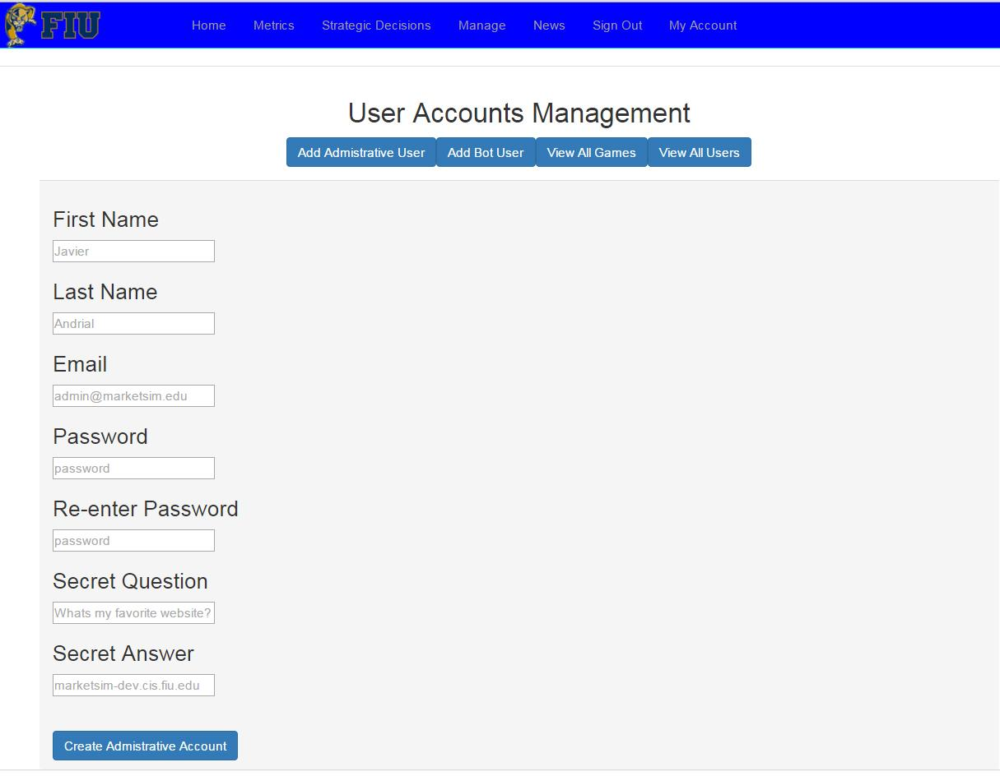 FIU Home Metrics Strategic Decisions Manage News Sign Out My Account
User Accounts Management
Add Admistrative User Add Bot User View All Games View All Users
First Name
Javier
Last Name
Andrial
Email
admin@marketsim.edu
Password
password
Re-enter Password
password
Secret Question
Whats my favorite website?
Secret Answer
marketsim-dev.cis.fiu.edu
Create Admistrative Account